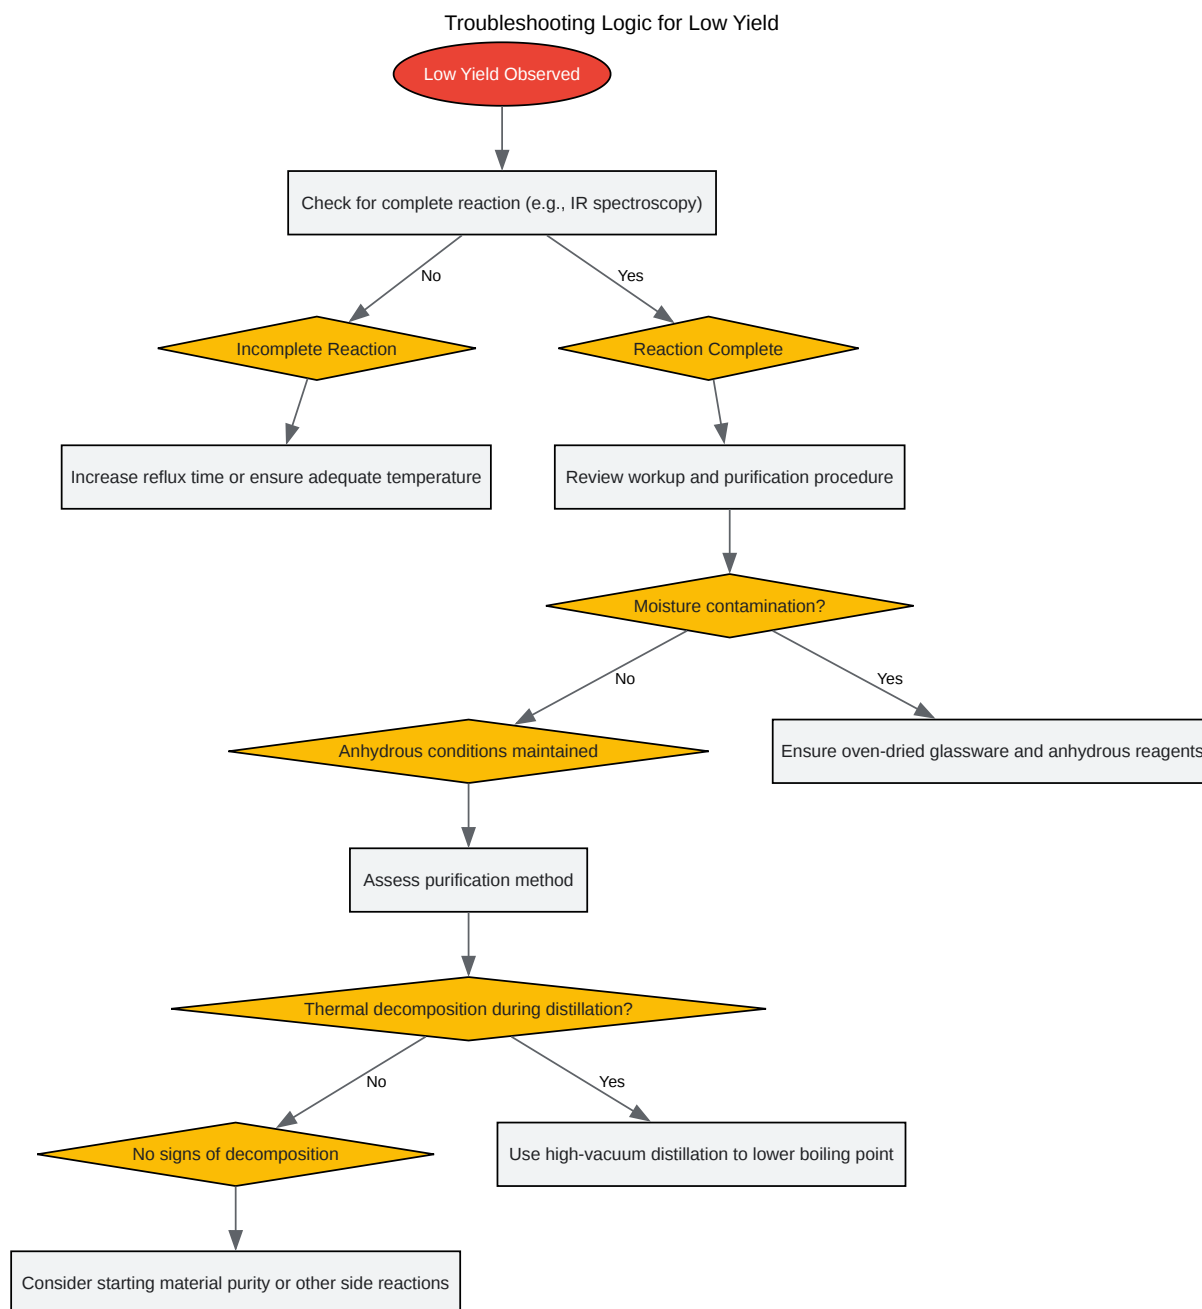 Troubleshooting Logic for Low Yield
Low Yield Observed
Check for complete reaction (e.g., IR spectroscopy)
No
Yes
Incomplete Reaction
Reaction Complete
Increase reflux time or ensure adequate temperature
Review workup and purification procedure
Moisture contamination?
No
Yes
Anhydrous conditions maintained
Ensure oven-dried glassware and anhydrous reagents
Assess purification method
Thermal decomposition during distillation?
No
Yes
No signs of decomposition
Use high-vacuum distillation to lower boiling point
Consider starting material purity or other side reactions